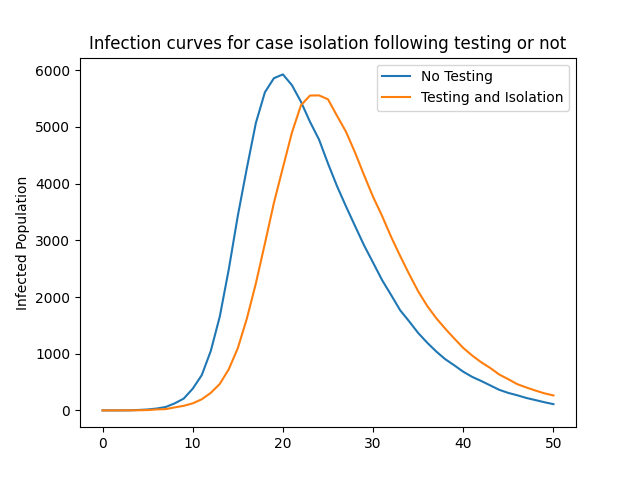 Infection curves for case isolation following testing or not
No Testing
Testing and Isolation
Infected Population
6000
5000
4000
3000
2000
1000
0
0 10 20 30 40 50